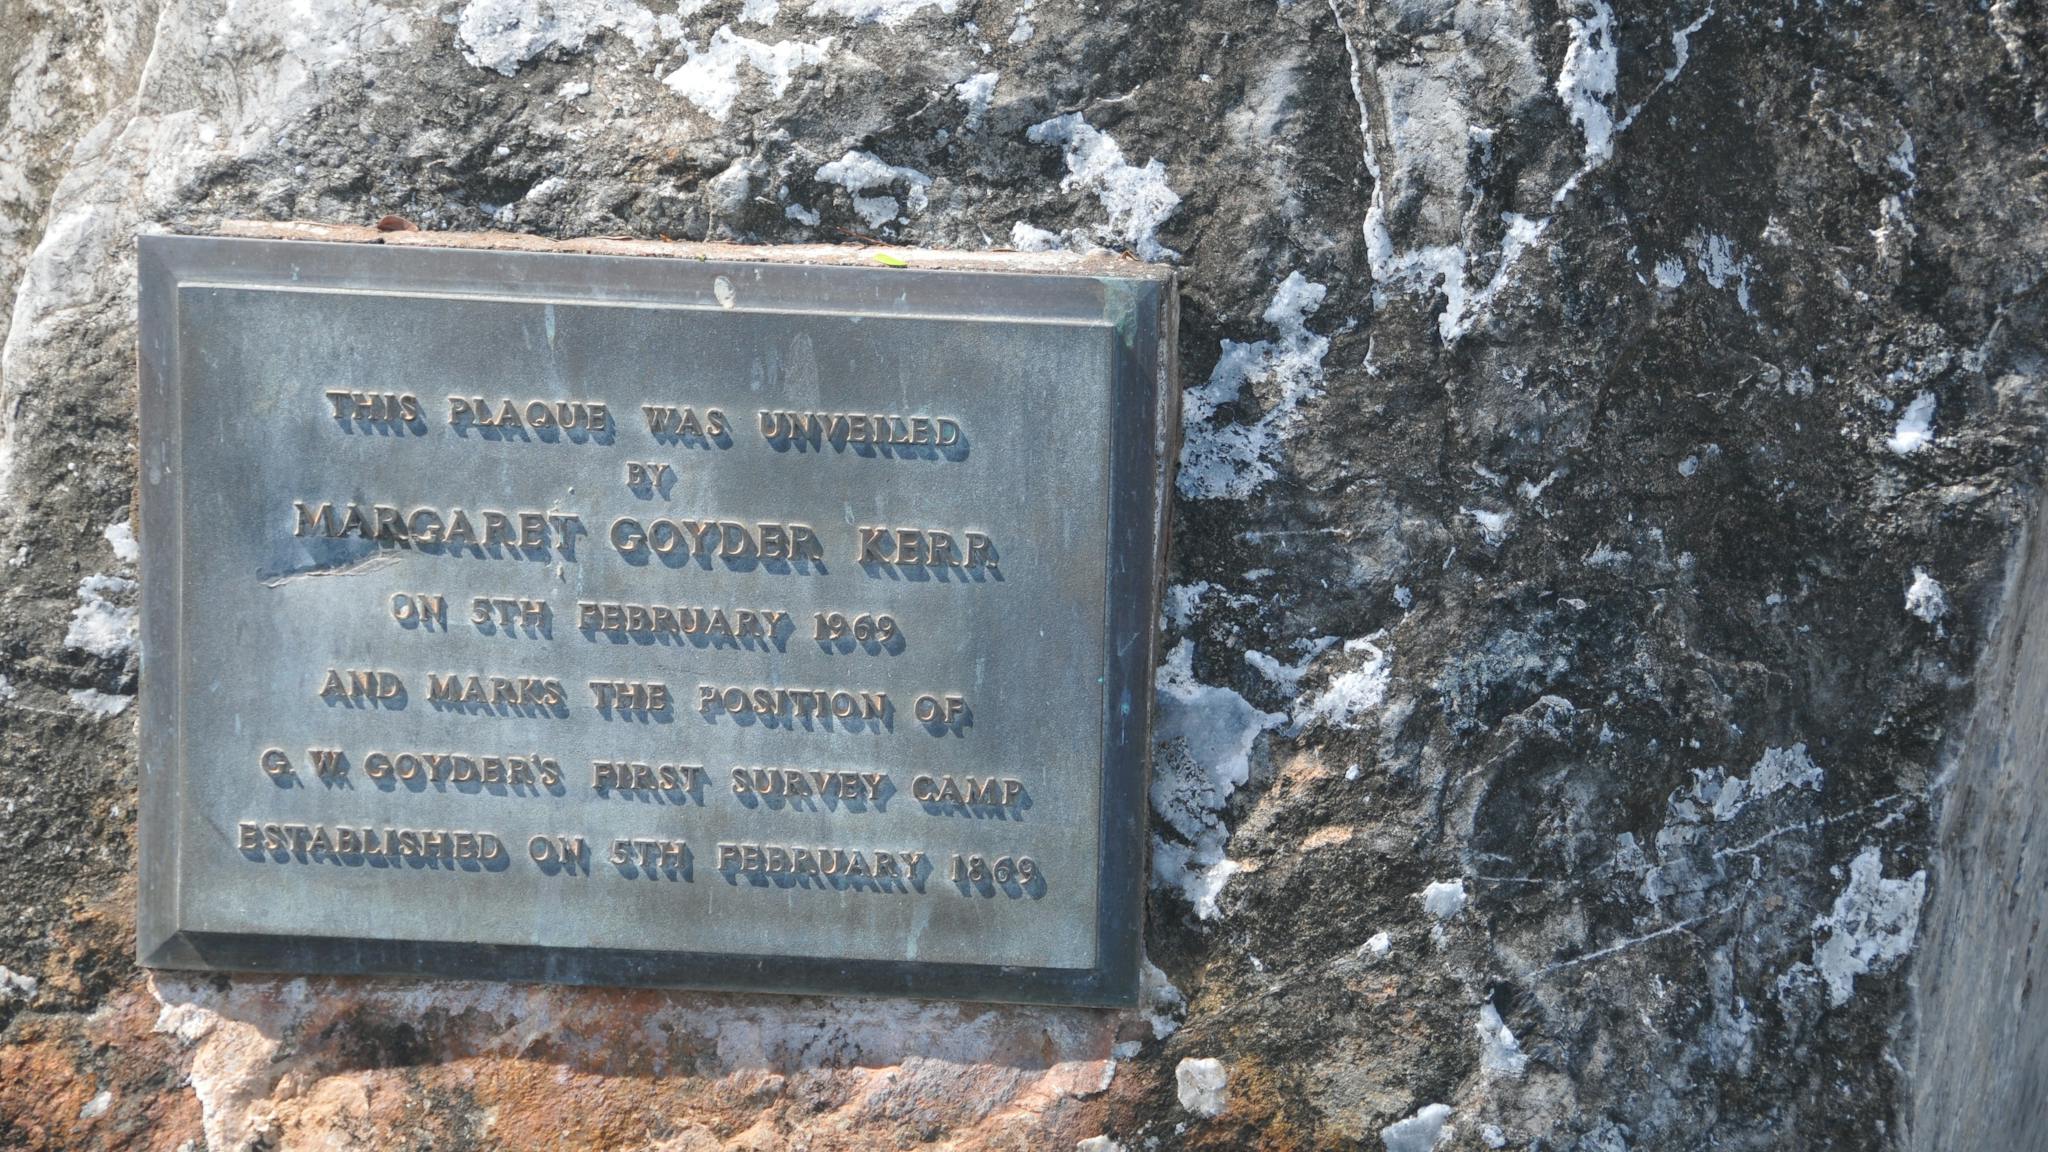 THIS PLAQUE WAS UNVEILED
BY
MARGARET GOYDER KERR
ON 5TH FEBRUARY 1969
AND MARKS THE POSITION OF
G. W. GOYDER'S FIRST SURVEY CAMP
ESTABLISHED ON 5TH FEBRUARY 1869